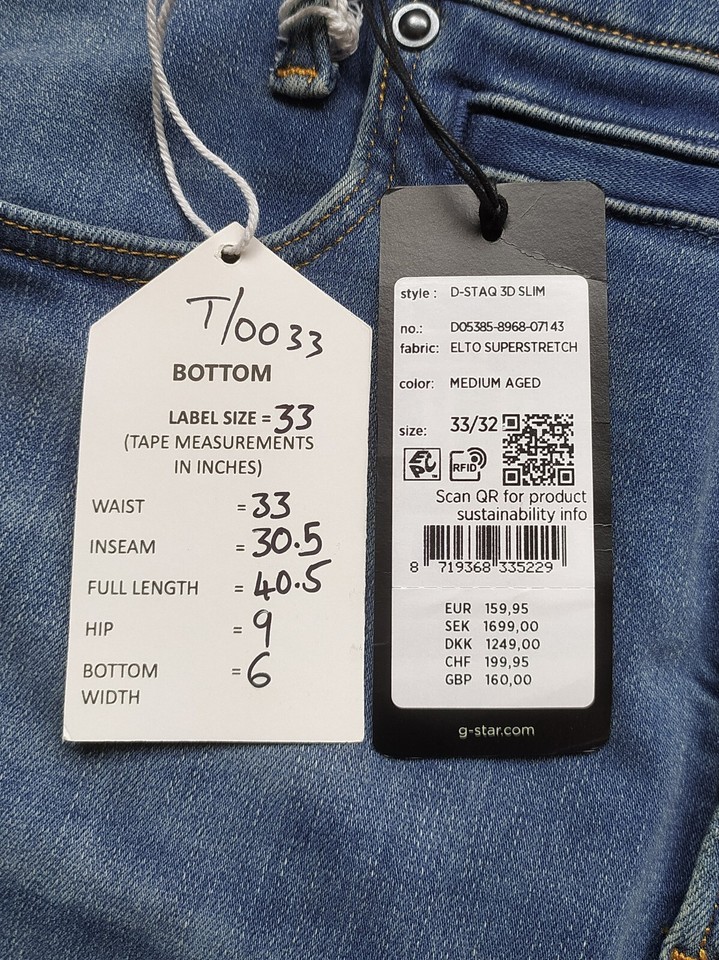 T/0033
BOTTOM
LABEL SIZE = 33
(TAPE MEASUREMENTS
IN INCHES)
WAIST = 33
INSEAM = 30.5
FULL LENGTH = 40.5
HIP = 9
BOTTOM = 6
WIDTH
style : D-STAQ 3D SLIM
no.: D05385-8968-07143
fabric: ELTO SUPERSTRETCH
color: MEDIUM AGED
size: 33/32
EPC
RFID
Scan QR for product
sustainability info
8 719368 335229
EUR 159,95
SEK 1699,00
DKK 1249,00
CHF 199,95
GBP 160,00
g-star.com